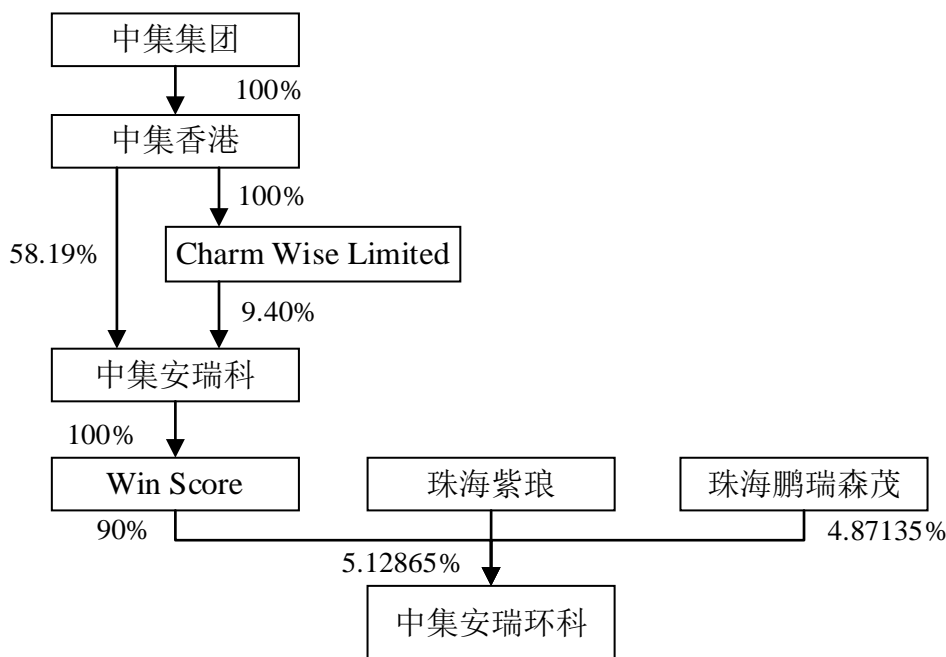 中集集团
100%
中集香港
100%
58.19%
Charm Wise Limited
9.40%
中集安瑞科
100%
Win Score
珠海紫琅
珠海鹏瑞森茂
90%
4.87135%
5.12865%
中集安瑞环科